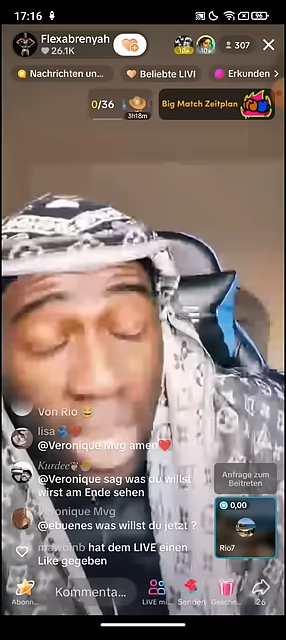 17:16
96
Flexabrenyah
26.1K
307
Nachrichten un...
Beliebte LIVI
Erkunden
0/36
3h18m
Big Match Zeitplan
Von Rio
lisa
@Veronique Mvg amen
Kurdee
@Veronique sag was du willst
wirst am Ende sehen
Veronique Mvg
@ebuenes was willst du jetzt ?
Anfrage zum
Beitreten
0,00
Rio7
hat dem LIVE einen
Like gegeben
Abonn...
Kommenta...
LIVE mi...
Senden
Gesche...
26